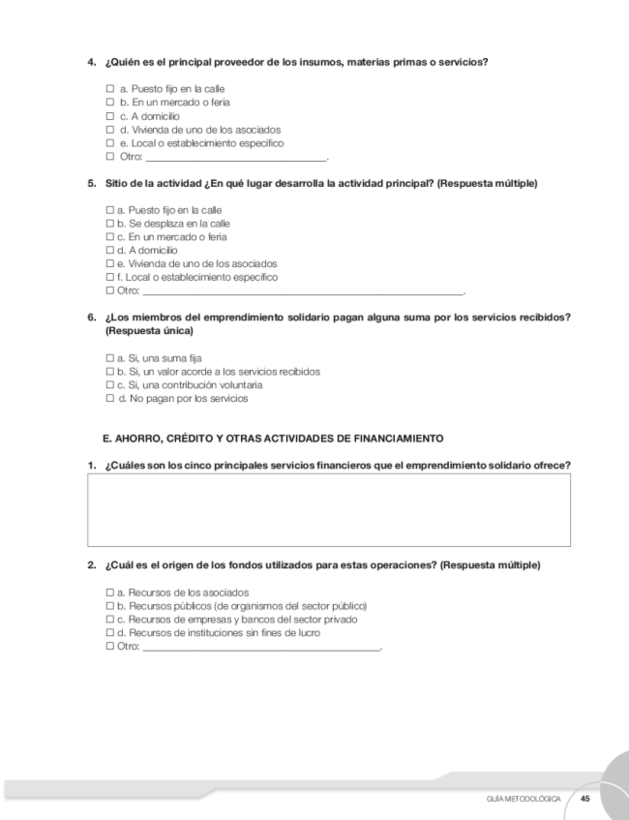 4. ¿Quién es el principal proveedor de los insumos, materias primas o servicios?
☐ a. Puesto fijo en la calle
☐ b. En un mercado o feria
☐ c. A domicilio
☐ d. Vivienda de uno de los asociados
☐ e. Local o establecimiento específico
☐ Otro: ______________________________.
5. Sitio de la actividad ¿En qué lugar desarrolla la actividad principal? (Respuesta múltiple)
☐ a. Puesto fijo en la calle
☐ b. Se desplaza en la calle
☐ c. En un mercado o feria
☐ d. A domicilio
☐ e. Vivienda de uno de los asociados
☐ f. Local o establecimiento específico
☐ Otro: ______________________________________________________.
6. ¿Los miembros del emprendimiento solidario pagan alguna suma por los servicios recibidos?
(Respuesta única)
☐ a. Si, una suma fija
☐ b. Si, un valor acorde a los servicios recibidos
☐ c. Si, una contribución voluntaria
☐ d. No pagan por los servicios
E. AHORRO, CRÉDITO Y OTRAS ACTIVIDADES DE FINANCIAMIENTO
1. ¿Cuáles son los cinco principales servicios financieros que el emprendimiento solidario ofrece?
2. ¿Cuál es el origen de los fondos utilizados para estas operaciones? (Respuesta múltiple)
☐ a. Recursos de los asociados
☐ b. Recursos públicos (de organismos del sector público)
☐ c. Recursos de empresas y bancos del sector privado
☐ d. Recursos de instituciones sin fines de lucro
☐ Otro: ________________________________________.
GUÍA METODOLÓGICA 45